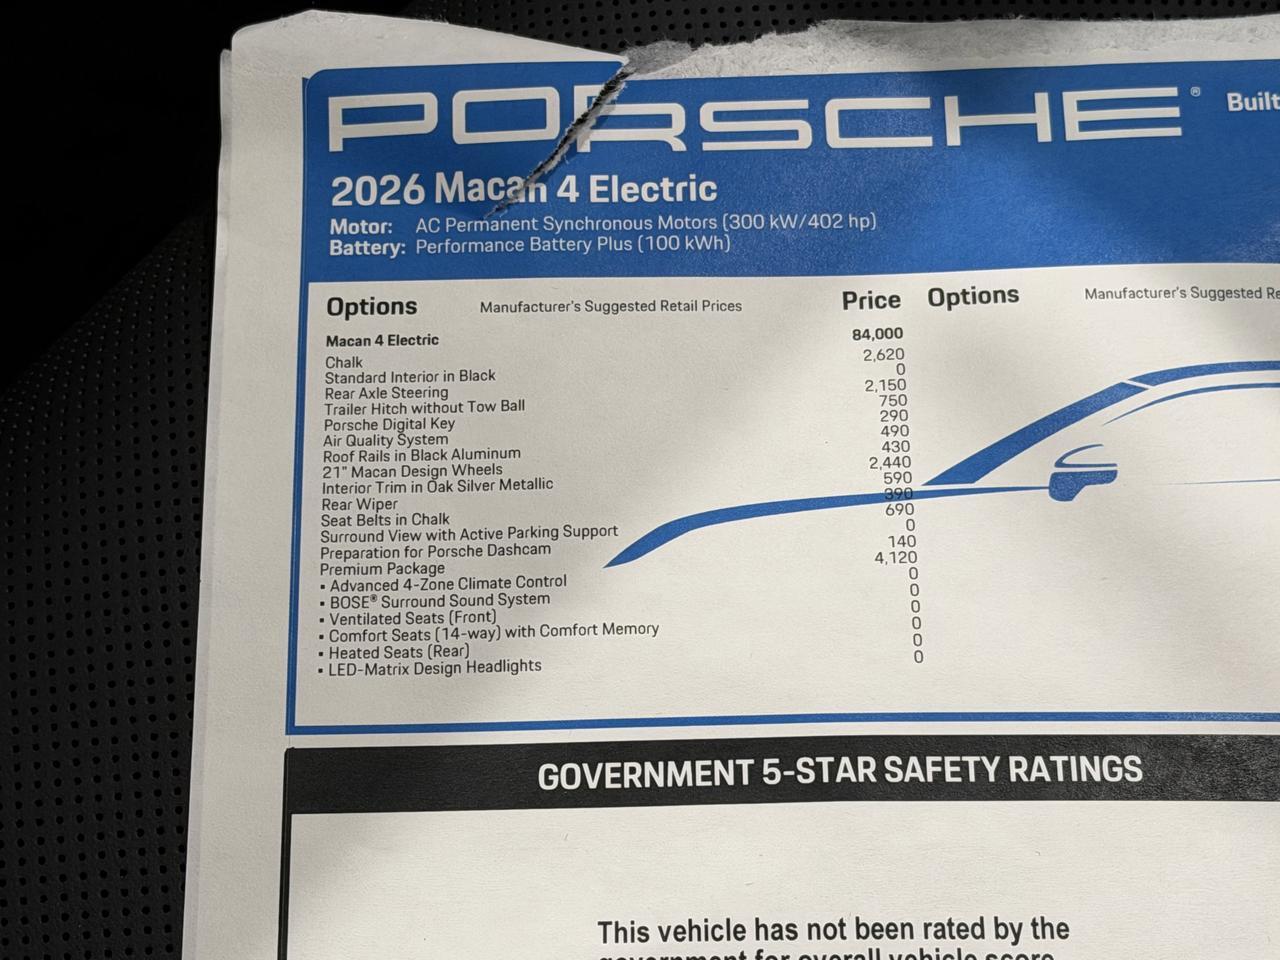 PORSCHE® Built
2026 Macan 4 Electric
Motor: AC Permanent Synchronous Motors (300 kW/402 hp)
Battery: Performance Battery Plus (100 kWh)
Options Manufacturer's Suggested Retail Prices Price Options Manufacturer's Suggested Re
Macan 4 Electric 84,000
Chalk 2,620
Standard Interior in Black 0
Rear Axle Steering 2,150
Trailer Hitch without Tow Ball 750
Porsche Digital Key 290
Air Quality System 490
Roof Rails in Black Aluminum 430
21" Macan Design Wheels 2,440
Interior Trim in Oak Silver Metallic 590
Rear Wiper 390
Seat Belts in Chalk 690
Surround View with Active Parking Support 0
Preparation for Porsche Dashcam 140
Premium Package 4,120
▪ Advanced 4-Zone Climate Control 0
▪ BOSE® Surround Sound System 0
▪ Ventilated Seats (Front) 0
▪ Comfort Seats (14-way) with Comfort Memory 0
▪ Heated Seats (Rear) 0
▪ LED-Matrix Design Headlights 0
GOVERNMENT 5-STAR SAFETY RATINGS
This vehicle has not been rated by the
government for overall vehicle score